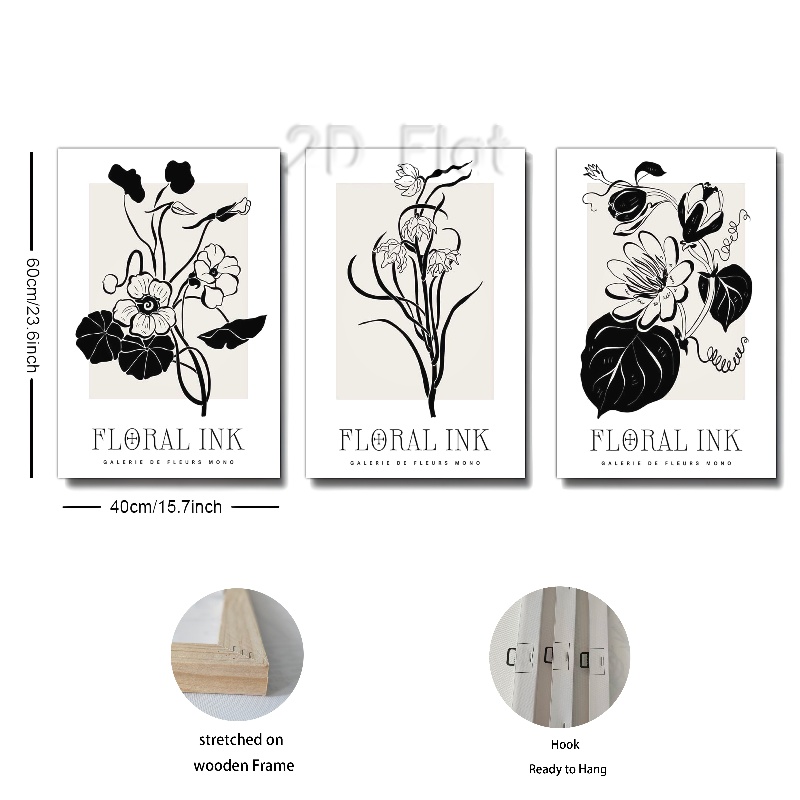 2D Flat
60cm/23.6inch
FLORAL INK
GALERIE DE FLEURS MONO
FLORAL INK
GALERIE DE FLEURS MONO
FLORAL INK
GALERIE DE FLEURS MONO
40cm/15.7inch
stretched on
wooden Frame
Hook
Ready to Hang